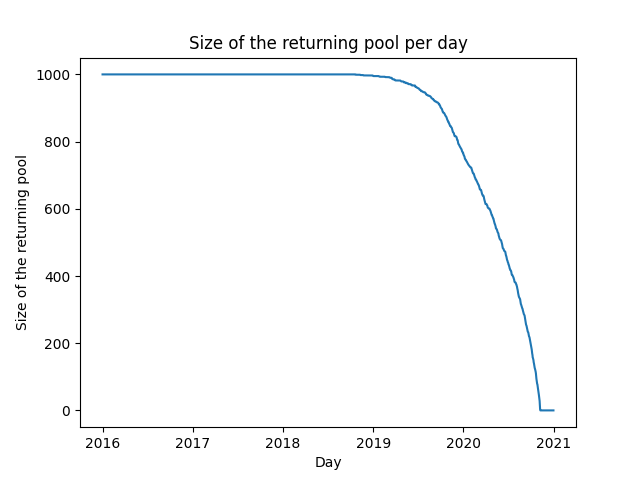 Size of the returning pool per day
Size of the returning pool
1000
800
600
400
200
0
2016 2017 2018 2019 2020 2021
Day